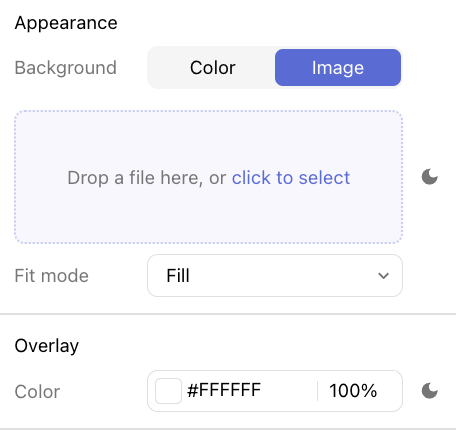 Appearance
Background Color Image
Drop a file here, or click to select
Fit mode Fill
Overlay
Color #FFFFFF 100%